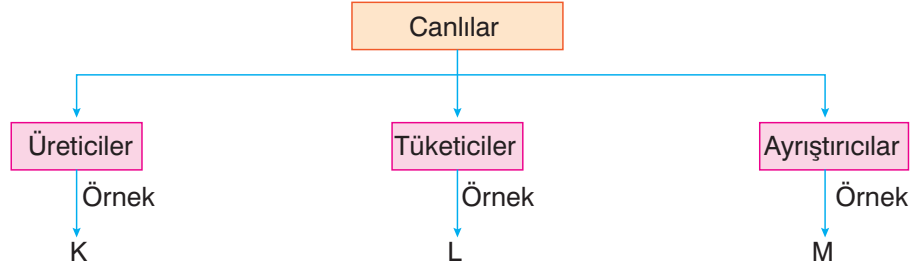 Canlılar
Üreticiler
Tüketiciler
Ayrıştırıcılar
Örnek
Örnek
Örnek
K
L
M